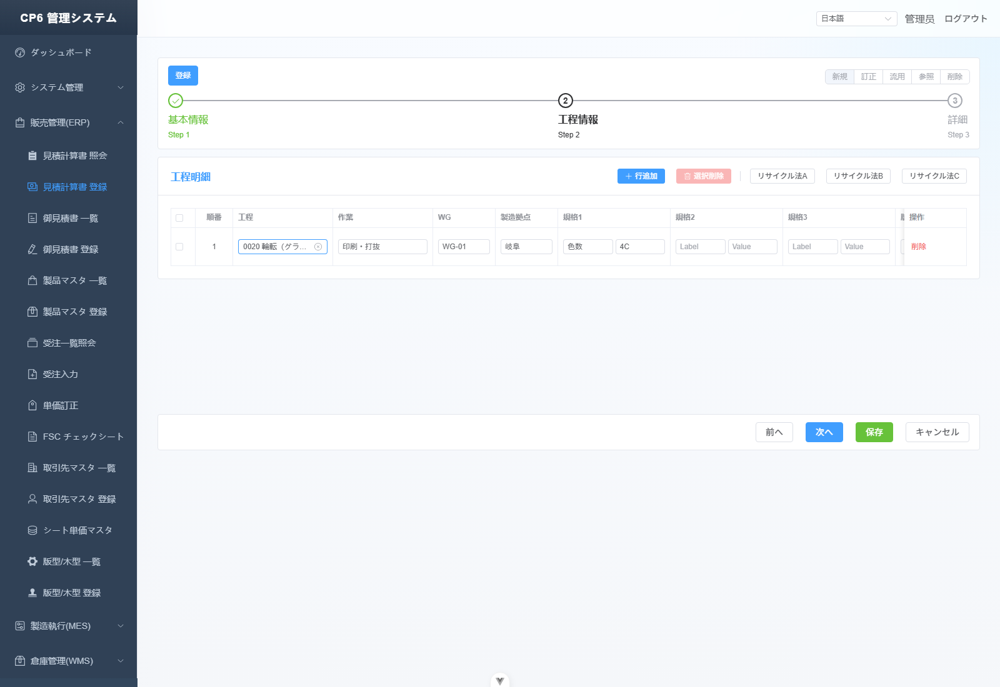 CP6 管理システム
日本語
管理员
ログアウト
ダッシュボード
システム管理
販売管理(ERP)
見積計算書 照会
見積計算書 登録
御見積書 一覧
御見積書 登録
製品マスタ 一覧
製品マスタ 登録
受注一覧照会
受注入力
単価訂正
FSC チェックシート
取引先マスタ 一覧
取引先マスタ 登録
シート単価マスタ
版型/木型 一覧
版型/木型 登録
製造執行(MES)
倉庫管理(WMS)
登録
新規 訂正 流用 参照 削除
2 3
基本情報 工程情報 詳細
Step 1 Step 2 Step 3
工程明細
行追加 選択削除 リサイクル法A リサイクル法B リサイクル法C
順番 工程 作業 WG 製造拠点 規格1 規格2 規格3 操作
1 0020 輪転（グラ... 印刷・打抜 WG-01 岐阜 色数 4C Label Value Label Value 削除
前へ 次へ 保存 キャンセル